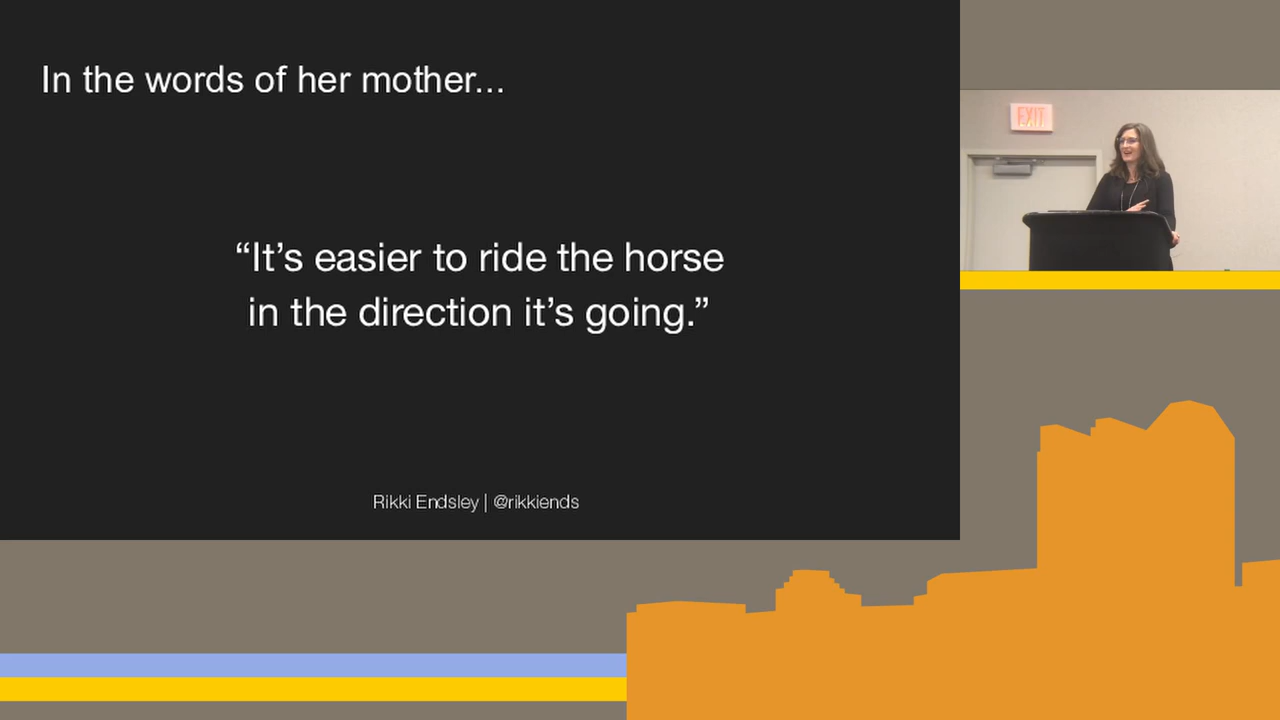 In the words of her mother...
“It’s easier to ride the horse
in the direction it’s going.”
Rikki Endsley | @rikkiends
EXIT